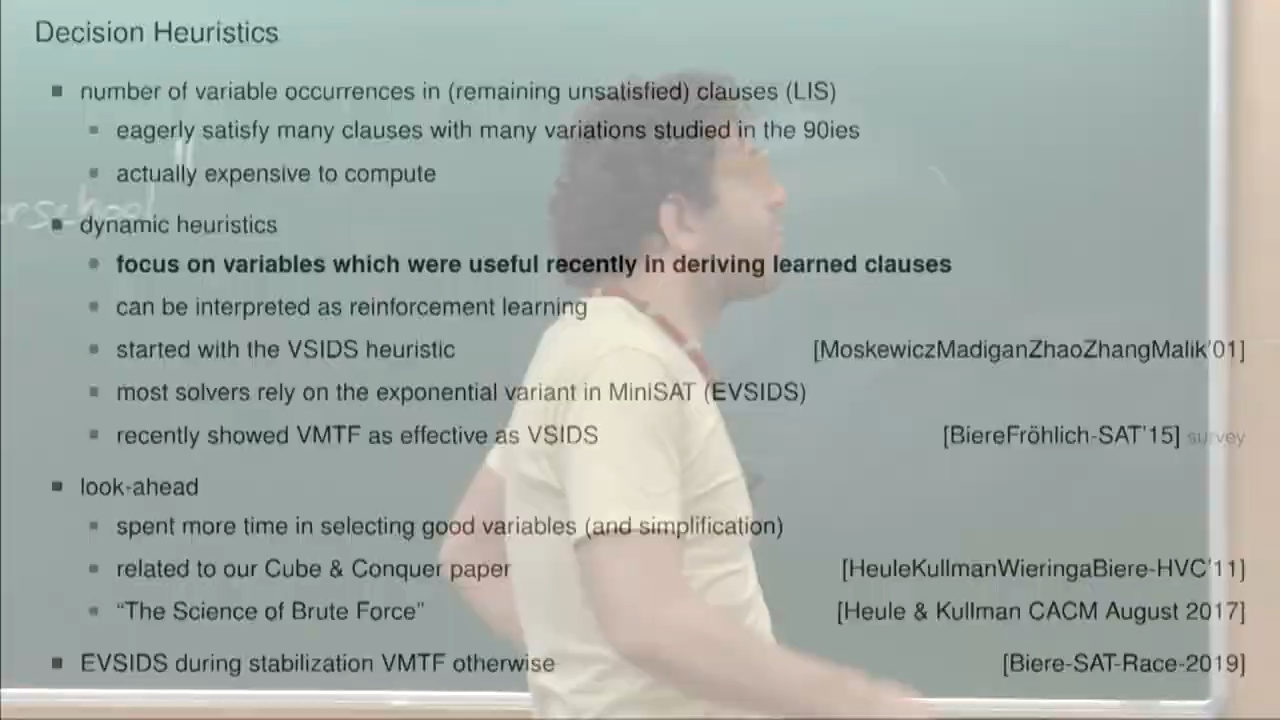 Decision Heuristics
number of variable occurrences in (remaining unsatisfied) clauses (LIS)
eagerly satisfy many clauses with many variations studied in the 90ies
actually expensive to compute
dynamic heuristics
focus on variables which were useful recently in deriving learned clauses
can be interpreted as reinforcement learning
started with the VSIDS heuristic [MoskewiczMadiganZhaoZhangMalik'01]
most solvers rely on the exponential variant in MiniSAT (EVSIDS)
recently showed VMTF as effective as VSIDS [BiereFröhlich-SAT'15] survey
look-ahead
spent more time in selecting good variables (and simplification)
related to our Cube & Conquer paper [HeuleKullmanWieringaBiere-HVC'11]
“The Science of Brute Force” [Heule & Kullman CACM August 2017]
EVSIDS during stabilization VMTF otherwise [Biere-SAT-Race-2019]